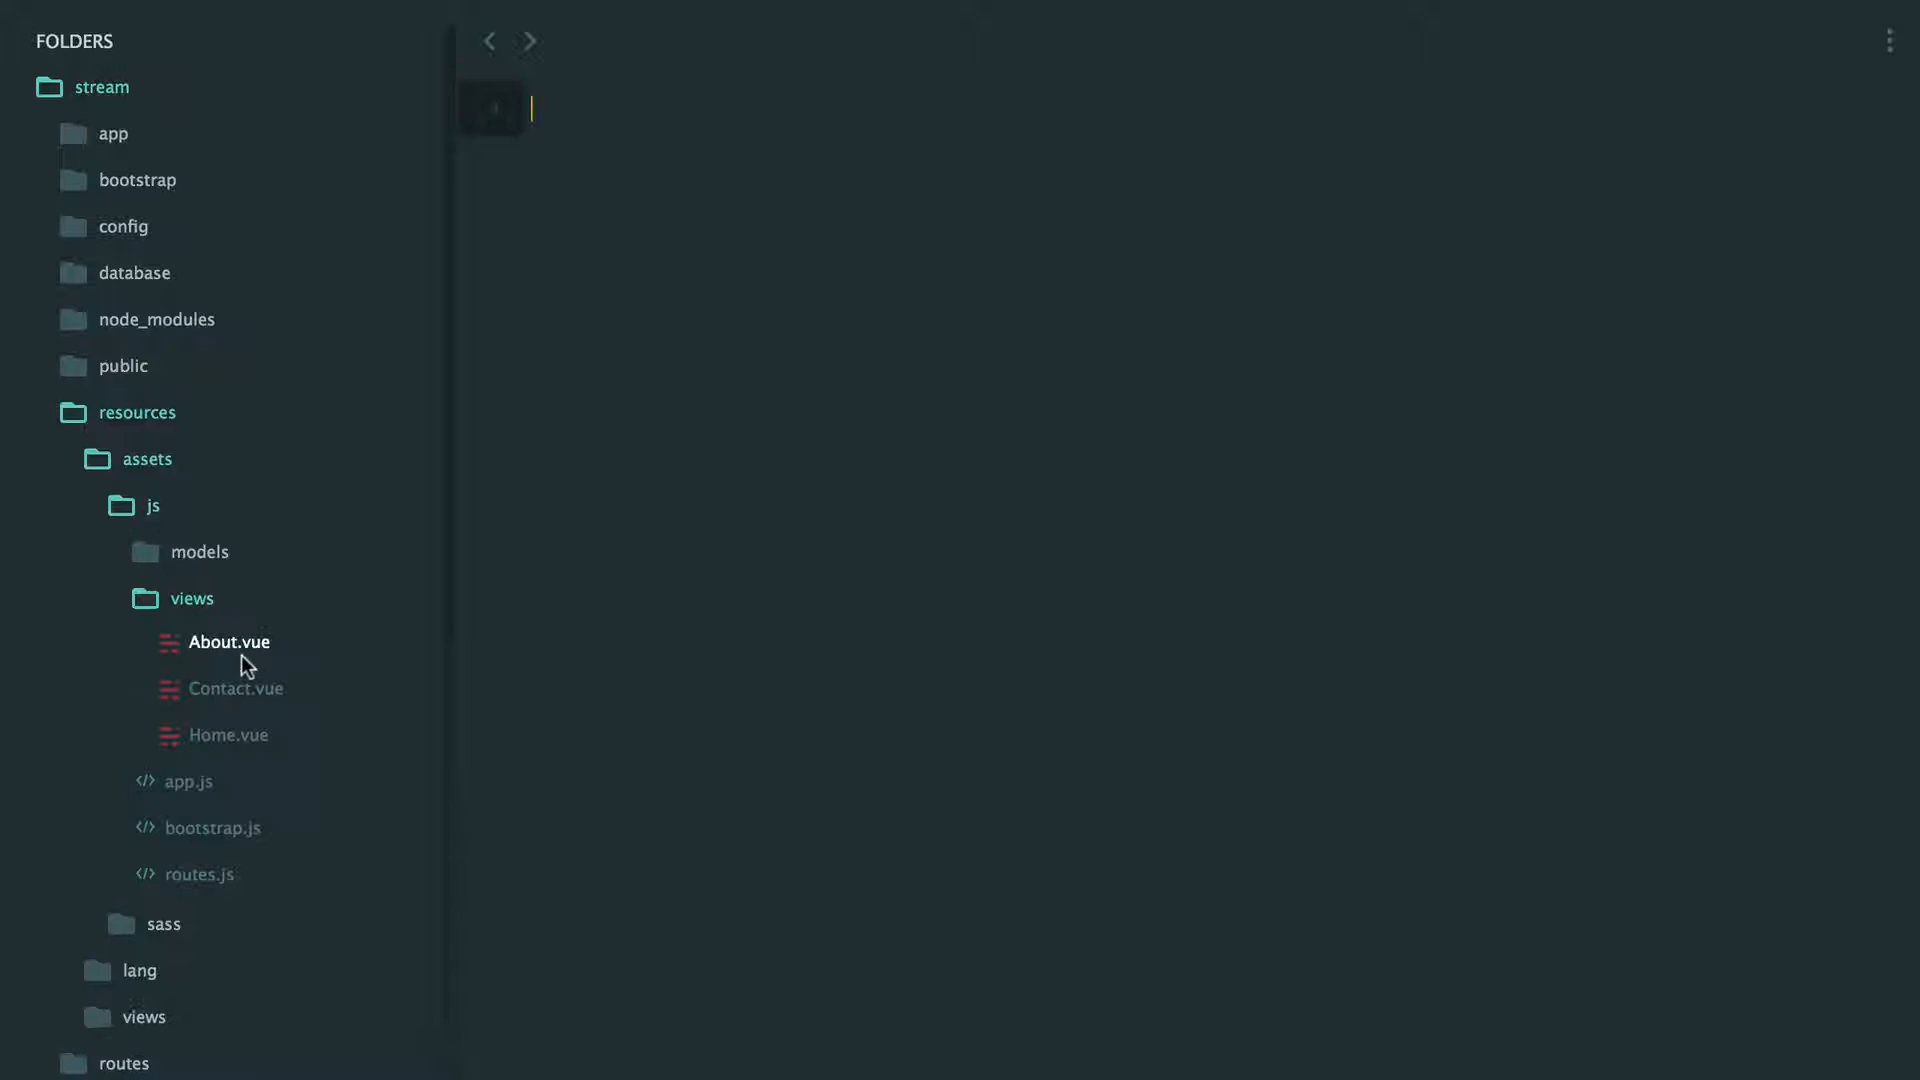 FOLDERS
stream
app
bootstrap
config
database
node_modules
public
resources
assets
js
models
views
About.vue
Contact.vue
Home.vue
</> app.js
</> bootstrap.js
</> routes.js
sass
lang
views
routes